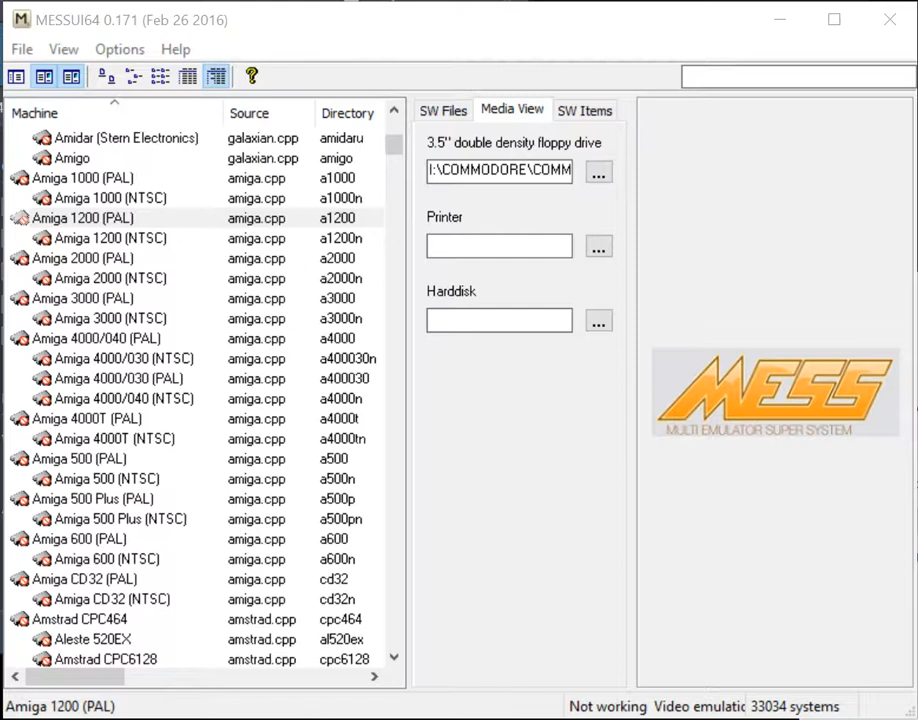 MESSUI64 0.171 (Feb 26 2016)
File View Options Help
Machine Source Directory
Amidar (Stern Electronics) galaxian.cpp amidaru
Amigo galaxian.cpp amigo
Amiga 1000 (PAL) amiga.cpp a1000
Amiga 1000 (NTSC) amiga.cpp a1000n
Amiga 1200 (PAL) amiga.cpp a1200
Amiga 1200 (NTSC) amiga.cpp a1200n
Amiga 2000 (PAL) amiga.cpp a2000
Amiga 2000 (NTSC) amiga.cpp a2000n
Amiga 3000 (PAL) amiga.cpp a3000
Amiga 3000 (NTSC) amiga.cpp a3000n
Amiga 4000/040 (PAL) amiga.cpp a4000
Amiga 4000/030 (NTSC) amiga.cpp a400030n
Amiga 4000/030 (PAL) amiga.cpp a400030
Amiga 4000/040 (NTSC) amiga.cpp a4000n
Amiga 4000T (PAL) amiga.cpp a4000t
Amiga 4000T (NTSC) amiga.cpp a4000tn
Amiga 500 (PAL) amiga.cpp a500
Amiga 500 (NTSC) amiga.cpp a500n
Amiga 500 Plus (PAL) amiga.cpp a500p
Amiga 500 Plus (NTSC) amiga.cpp a500pn
Amiga 600 (PAL) amiga.cpp a600
Amiga 600 (NTSC) amiga.cpp a600n
Amiga CD32 (PAL) amiga.cpp cd32
Amiga CD32 (NTSC) amiga.cpp cd32n
Amstrad CPC464 amstrad.cpp cpc464
Aleste 520EX amstrad.cpp al520ex
Amstrad CPC6128 amstrad.cpp cpc6128
SW Files Media View SW Items
3.5" double density floppy drive
I:\COMMODORE\COMM ...
Printer
...
Harddisk
...
MESS
MULTI EMULATOR SUPER SYSTEM
Amiga 1200 (PAL) Not working Video emulatic 33034 systems